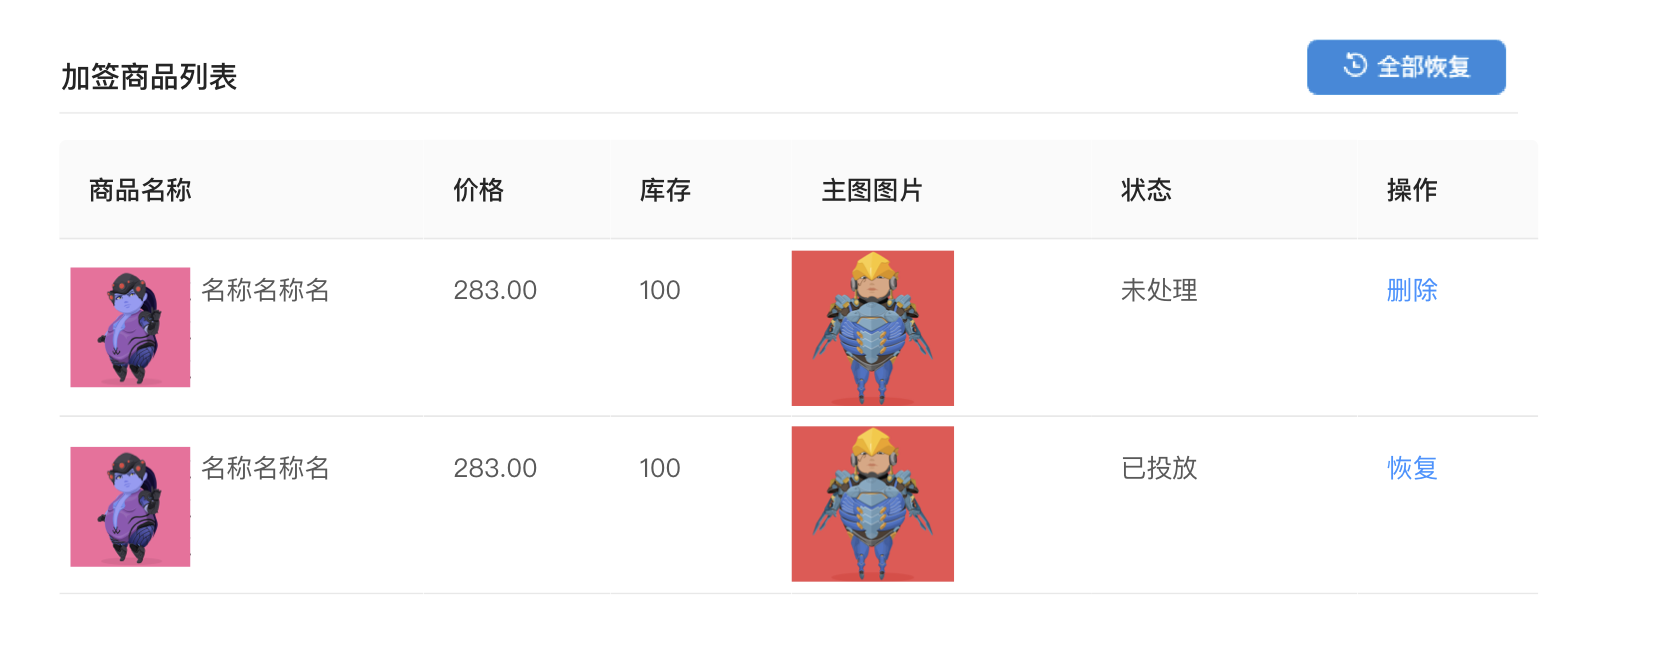 加签商品列表
全部恢复
商品名称 价格 库存 主图图片 状态 操作
名称名称名 283.00 100 未处理 删除
名称名称名 283.00 100 已投放 恢复